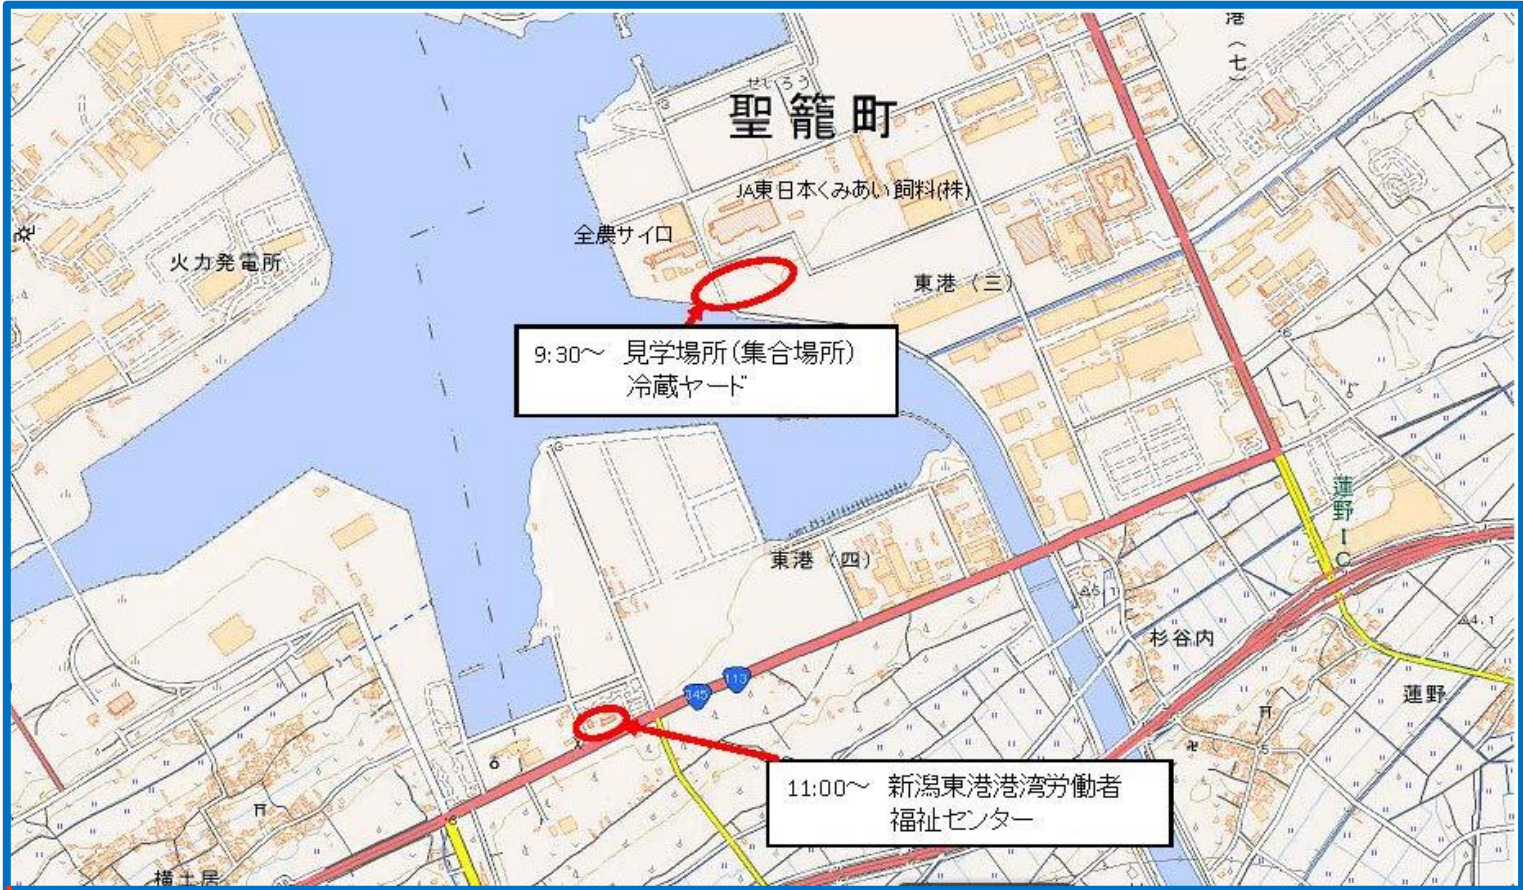 港(七)
せいろう
聖籠町
JA東日本くみあい飼料(株)
全農サイロ
火力発電所
東港(三)
9:30～ 見学場所(集合場所)
冷蔵ヤード
蓮野IC
東港(四)
杉谷内
蓮野
345
113
11:00～ 新潟東港港湾労働者
福祉センター
横土居